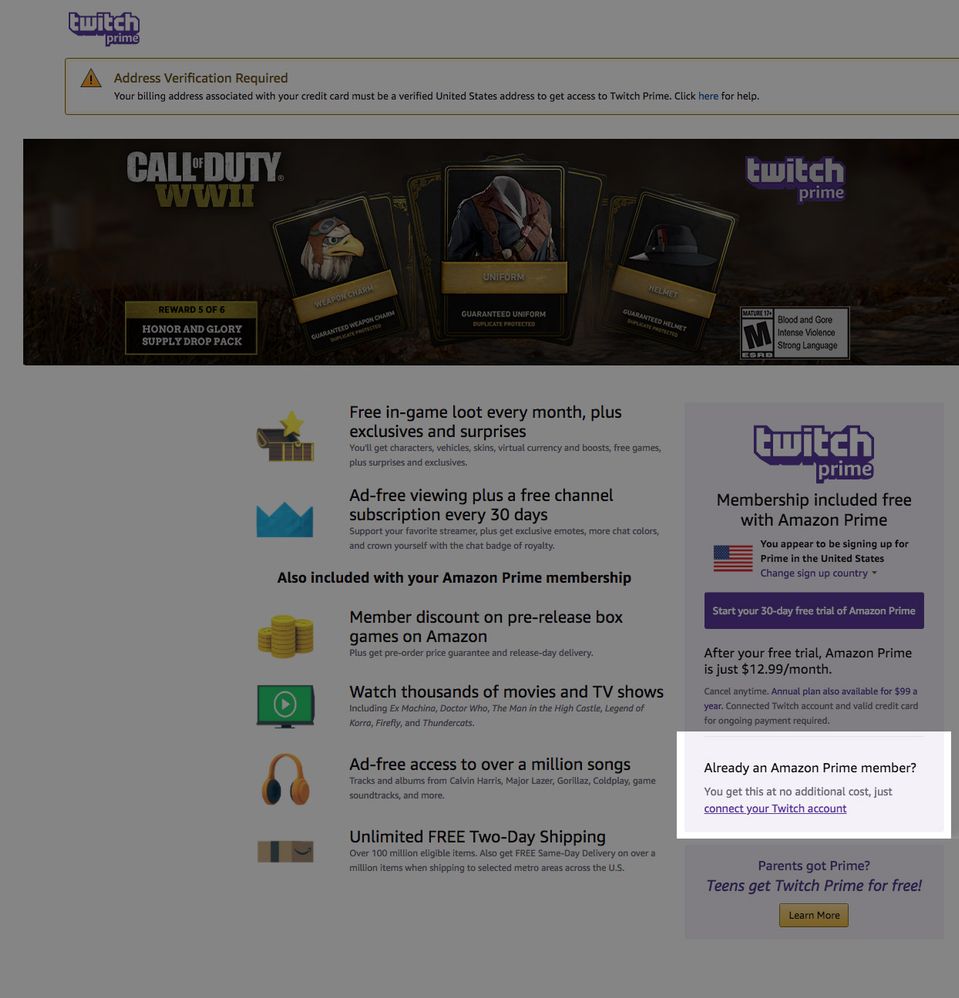 twitch
prime
Address Verification Required
Your billing address associated with your credit card must be a verified United States address to get access to Twitch Prime. Click here for help.
CALL OF DUTY®
WWII
twitch
prime
WEAPON CHARM
GUARANTEED WEAPON CHARM
DUPLICATE PROTECTED
UNIFORM
GUARANTEED UNIFORM
DUPLICATE PROTECTED
HELMET
GUARANTEED HELMET
DUPLICATE PROTECTED
REWARD 5 OF 6
HONOR AND GLORY
SUPPLY DROP PACK
MATURE 17+
M
ESRB
Blood and Gore
Intense Violence
Strong Language
Free in-game loot every month, plus
exclusives and surprises
You'll get characters, vehicles, skins, virtual currency and boosts, free games,
plus surprises and exclusives.
Ad-free viewing plus a free channel
subscription every 30 days
Support your favorite streamer, plus get exclusive emotes, more chat colors,
and crown yourself with the chat badge of royalty.
Also included with your Amazon Prime membership
Member discount on pre-release box
games on Amazon
Plus get pre-order price guarantee and release-day delivery.
Watch thousands of movies and TV shows
Including Ex Machina, Doctor Who, The Man in the High Castle, Legend of
Korra, Firefly, and Thundercats.
Ad-free access to over a million songs
Tracks and albums from Calvin Harris, Major Lazer, Gorillaz, Coldplay, game
soundtracks, and more.
Unlimited FREE Two-Day Shipping
Over 100 million eligible items. Also get FREE Same-Day Delivery on over a
million items when shipping to selected metro areas across the U.S.
twitch
prime
Membership included free
with Amazon Prime
You appear to be signing up for
Prime in the United States
Change sign up country
Start your 30-day free trial of Amazon Prime
After your free trial, Amazon Prime
is just $12.99/month.
Cancel anytime. Annual plan also available for $99 a
year. Connected Twitch account and valid credit card
for ongoing payment required.
Already an Amazon Prime member?
You get this at no additional cost, just
connect your Twitch account
Parents got Prime?
Teens get Twitch Prime for free!
Learn More